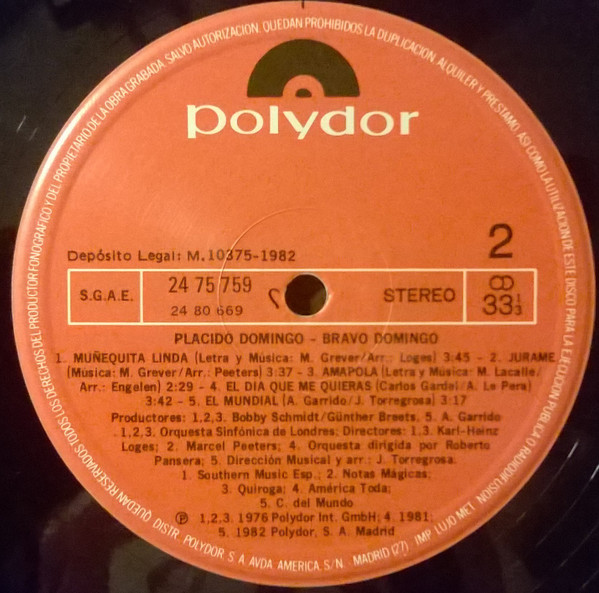 QUEDAN RESERVADOS TODOS LOS DERECHOS DEL PRODUCTOR FONOGRAFICO Y DEL PROPIETARIO DE LA OBRA GRABADA. SALVO AUTORIZACION, QUEDAN PROHIBIDOS LA DUPLICACION, ALQUILER Y PRESTAMO, ASI COMO LA UTILIZACION DE ESTE DISCO PARA LA EJECUCION PUBLICA O RADIODIFUSION.
polydor
Depósito Legal: M.10375-1982
2
S.G.A.E.
24 75 759
24 80 669
STEREO
33 1/3
PLACIDO DOMINGO - BRAVO DOMINGO
1. MUÑEQUITA LINDA (Letra y Música: M. Grever/Arr.: Loges) 3:45 - 2. JURAME
(Música: M. Grever/Arr.: Peeters) 3:37 - 3. AMAPOLA (Letra y Música: M. Lacalle/
Arr.: Engelen) 2:29 - 4. EL DIA QUE ME QUIERAS (Carlos Gardel/A. Le Pera)
3:42 - 5. EL MUNDIAL (A. Garrido/J. Torregrosa) 3:17
Productores: 1,2,3. Bobby Schmidt/Günther Breets, 5. A. Garrido
1,2,3. Orquesta Sinfónica de Londres; Directores: 1,3. Karl-Heinz
Loges; 2. Marcel Peeters; 4. Orquesta dirigida por Roberto
Pansera; 5. Dirección Musical y arr.: J. Torregrosa.
1. Southern Music Esp.; 2. Notas Mágicas;
3. Quiroga; 4. América Toda;
5. C. del Mundo
℗ 1,2,3. 1976 Polydor Int. GmbH; 4. 1981;
5. 1982 Polydor, S. A. Madrid
DISTR. POLYDOR, S. A. AVDA. AMERICA, S/N. MADRID (27). IMP. LUJO MET.